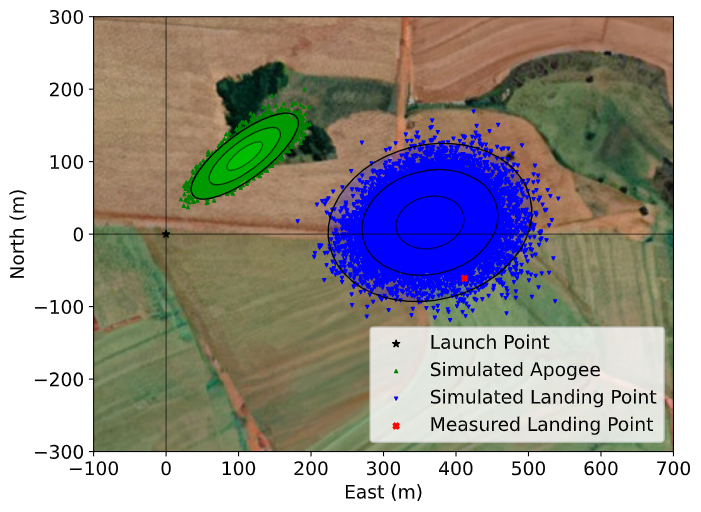 300
200
100
0
−100
−200
−300
North (m)
Launch Point
Simulated Apogee
Simulated Landing Point
Measured Landing Point
−100 0 100 200 300 400 500 600 700
East (m)